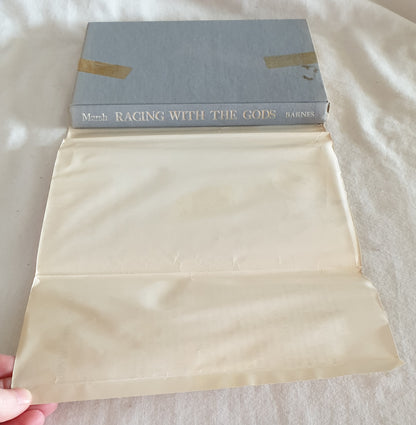 Marsh RACING WITH THE GODS BARNES